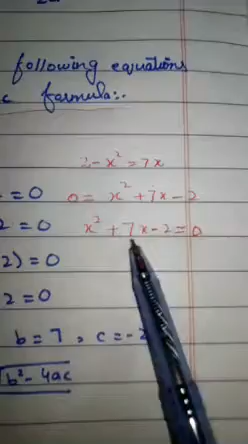 following equations
c formula:-
2-x²=7x
= 0
0= x²+7x-2
2 = 0
x²+7x-2=0
2) = 0
2 = 0
b = 7 , c = -2
b²-4ac